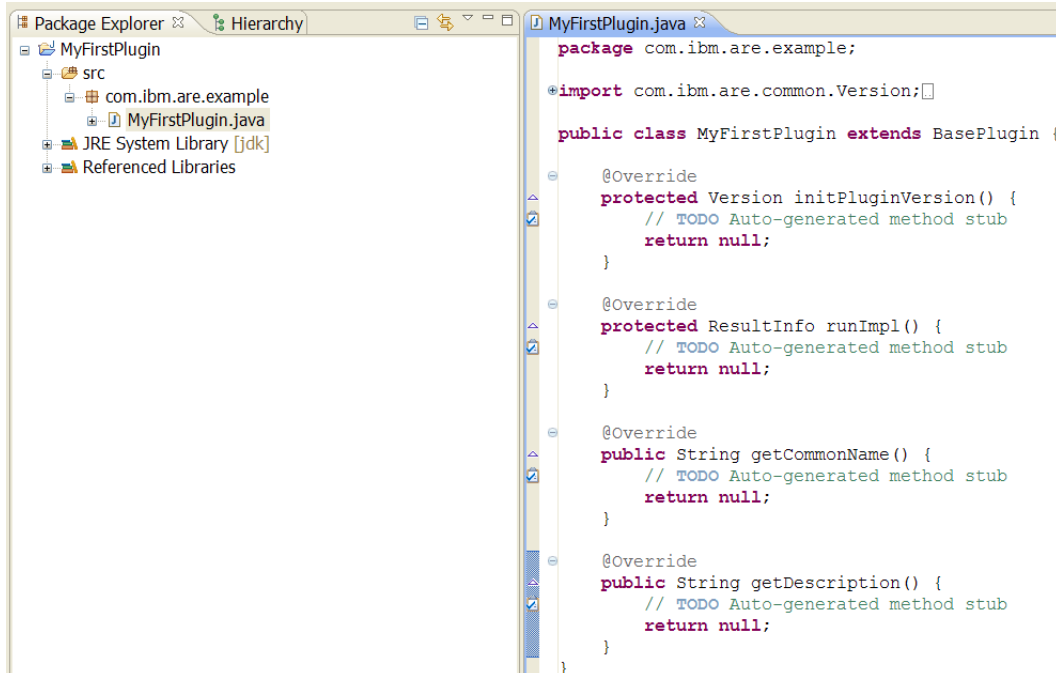 Package Explorer
Hierarchy
MyFirstPlugin
src
com.ibm.are.example
MyFirstPlugin.java
JRE System Library [jdk]
Referenced Libraries
MyFirstPlugin.java
package com.ibm.are.example;
import com.ibm.are.common.Version;
public class MyFirstPlugin extends BasePlugin {
@Override
protected Version initPluginVersion() {
// TODO Auto-generated method stub
return null;
}
@Override
protected ResultInfo runImpl() {
// TODO Auto-generated method stub
return null;
}
@Override
public String getCommonName() {
// TODO Auto-generated method stub
return null;
}
@Override
public String getDescription() {
// TODO Auto-generated method stub
return null;
}
}